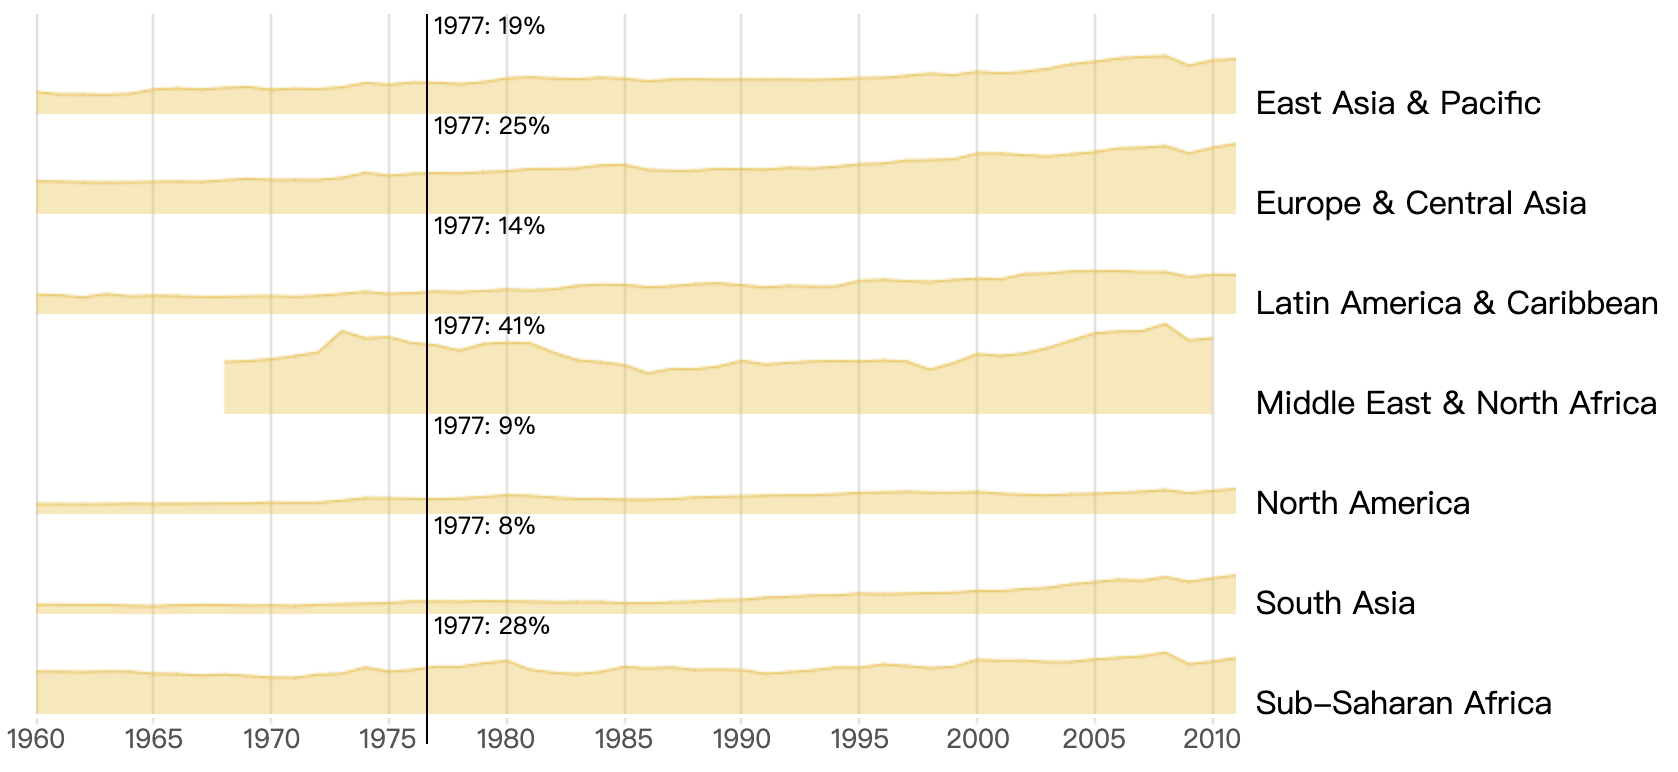 1977: 19%
East Asia & Pacific
1977: 25%
Europe & Central Asia
1977: 14%
Latin America & Caribbean
1977: 41%
Middle East & North Africa
1977: 9%
North America
1977: 8%
South Asia
1977: 28%
Sub–Saharan Africa
1960 1965 1970 1975 1980 1985 1990 1995 2000 2005 2010